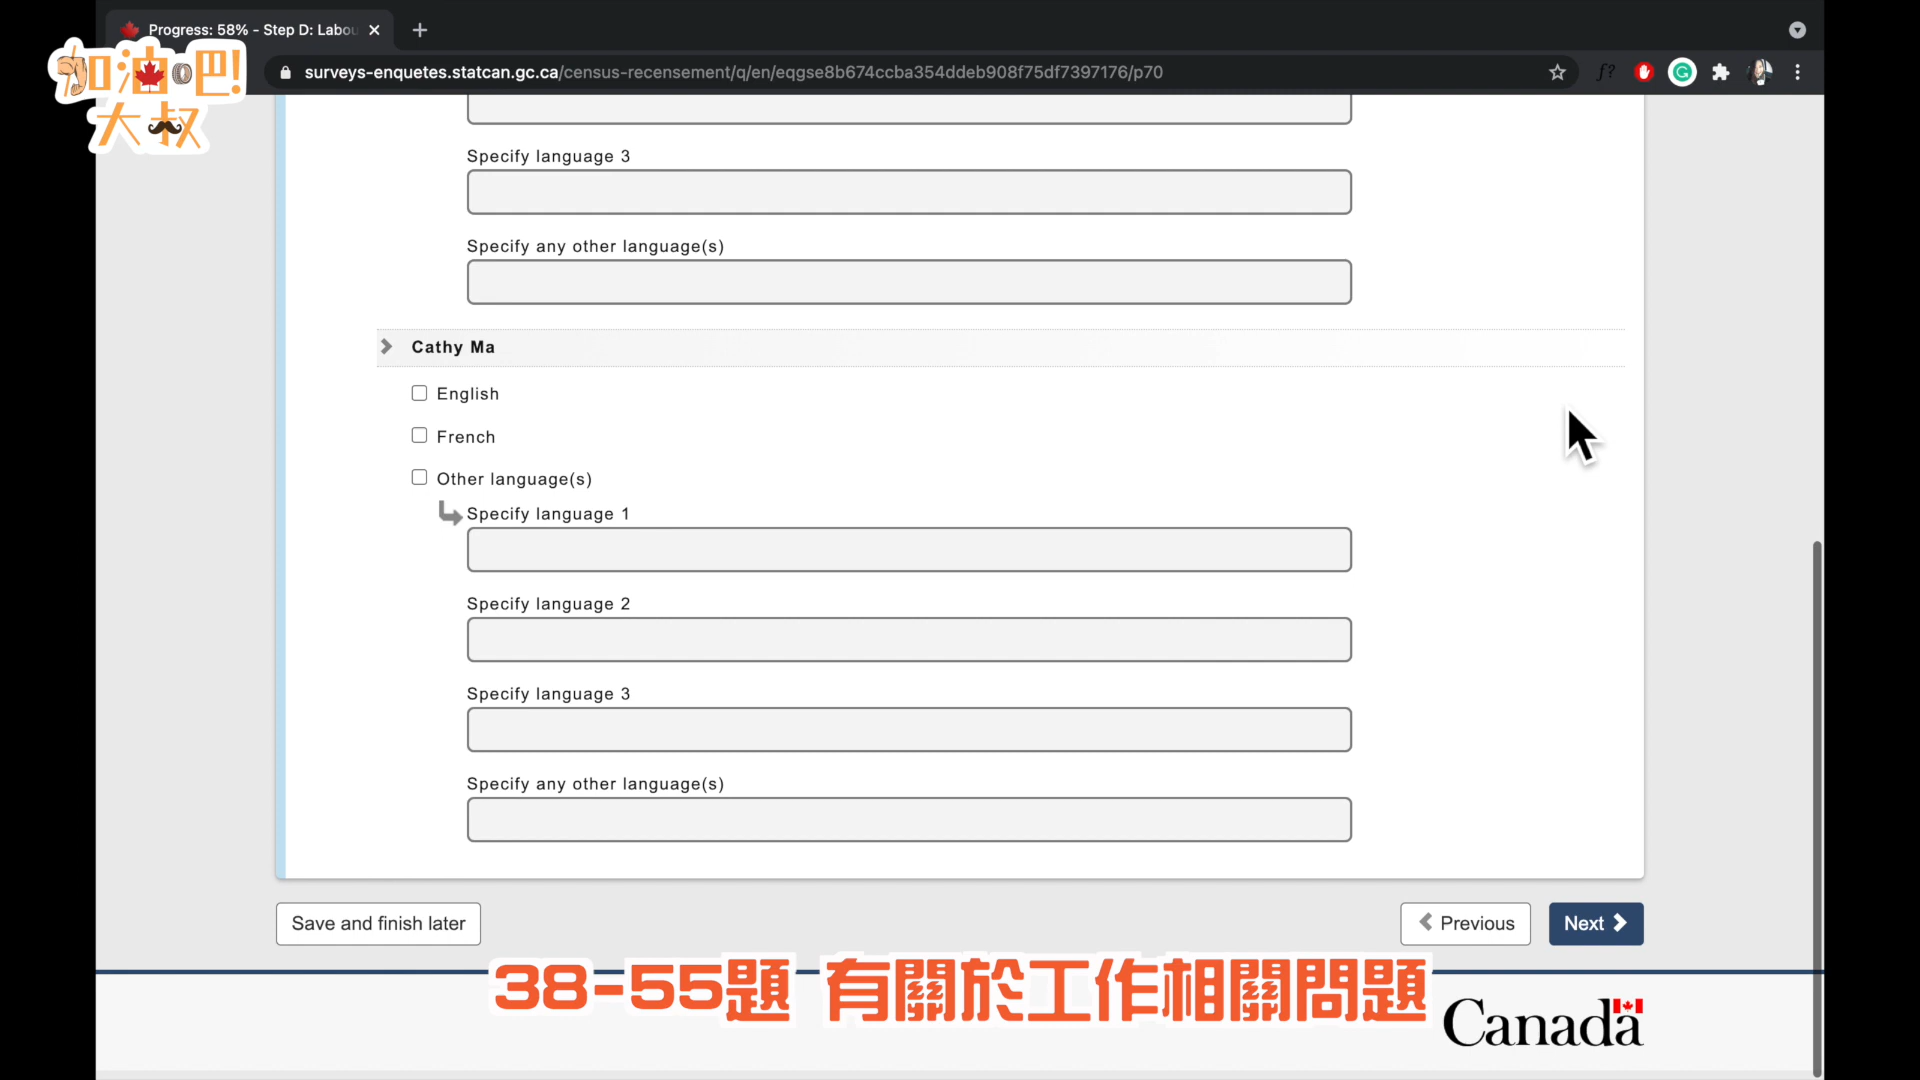 Progress: 58% - Step D: Labou
surveys-enquetes.statcan.gc.ca/census-recensement/q/en/eqgse8b674ccba354ddeb908f75df7397176/p70
加油吧!
大叔
Specify language 3
Specify any other language(s)
Cathy Ma
English
French
Other language(s)
Specify language 1
Specify language 2
Specify language 3
Specify any other language(s)
Save and finish later
Previous
Next
38-55題 有關於工作相關問題
Canada